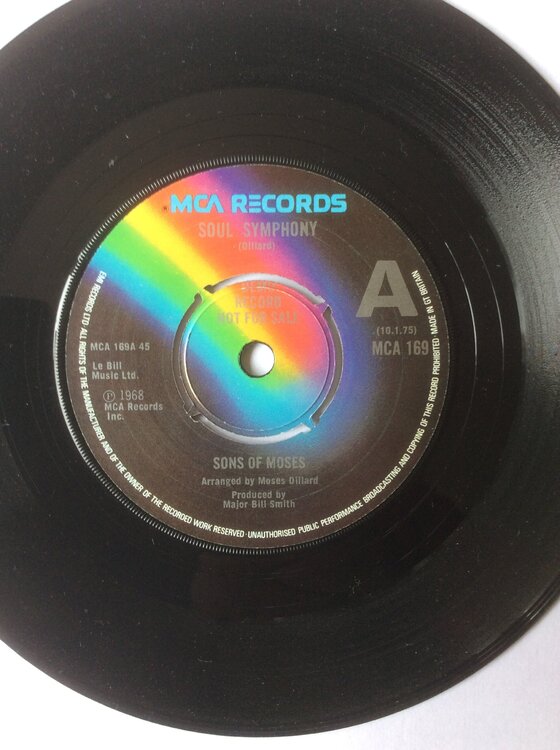 MCA RECORDS
SOUL SYMPHONY
(Dillard)
A
RECORD
NOT FOR SALE
(10.1.75)
MCA 169
MCA 169A 45
Le Bill
Music Ltd.
℗ 1968
MCA Records
Inc.
SONS OF MOSES
Arranged by Moses Dillard
Produced by
Major Bill Smith
EMI RECORDS LTD ALL RIGHTS OF THE MANUFACTURER AND OF THE OWNER OF THE RECORDED WORK RESERVED · UNAUTHORISED PUBLIC PERFORMANCE BROADCASTING AND COPYING OF THIS RECORD PROHIBITED MADE IN GT BRITAIN